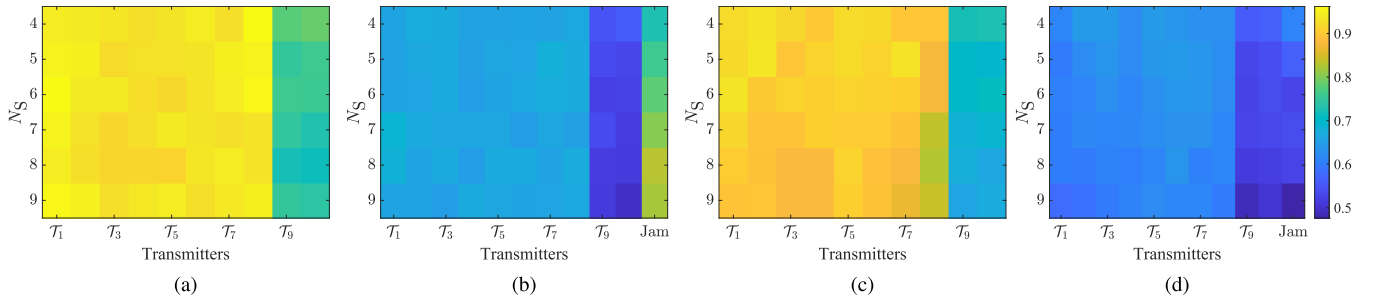 4
5
6
7
8
9
N_S
𝒯₁ 𝒯₃ 𝒯₅ 𝒯₇ 𝒯₉
Transmitters
(a)
4
5
6
7
8
9
N_S
𝒯₁ 𝒯₃ 𝒯₅ 𝒯₇ 𝒯₉ Jam
Transmitters
(b)
4
5
6
7
8
9
N_S
𝒯₁ 𝒯₃ 𝒯₅ 𝒯₇ 𝒯₉
Transmitters
(c)
4
5
6
7
8
9
N_S
𝒯₁ 𝒯₃ 𝒯₅ 𝒯₇ 𝒯₉ Jam
Transmitters
(d)
0.9
0.8
0.7
0.6
0.5